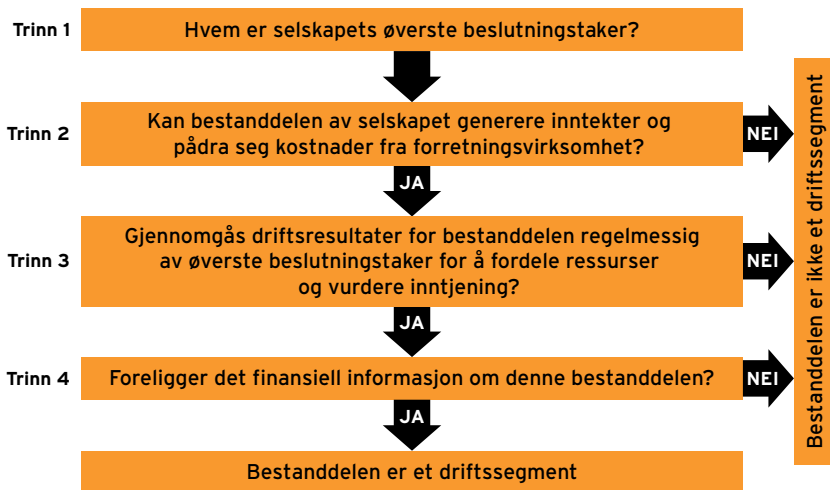 Trinn 1
Hvem er selskapets øverste beslutningstaker?
Trinn 2
Kan bestanddelen av selskapet generere inntekter og
pådra seg kostnader fra forretningsvirksomhet?
NEI
JA
Trinn 3
Gjennomgås driftsresultater for bestanddelen regelmessig
av øverste beslutningstaker for å fordele ressurser
og vurdere inntjening?
NEI
JA
Trinn 4
Foreligger det finansiell informasjon om denne bestanddelen?
NEI
JA
Bestanddelen er et driftssegment
Bestanddelen er ikke et driftssegment